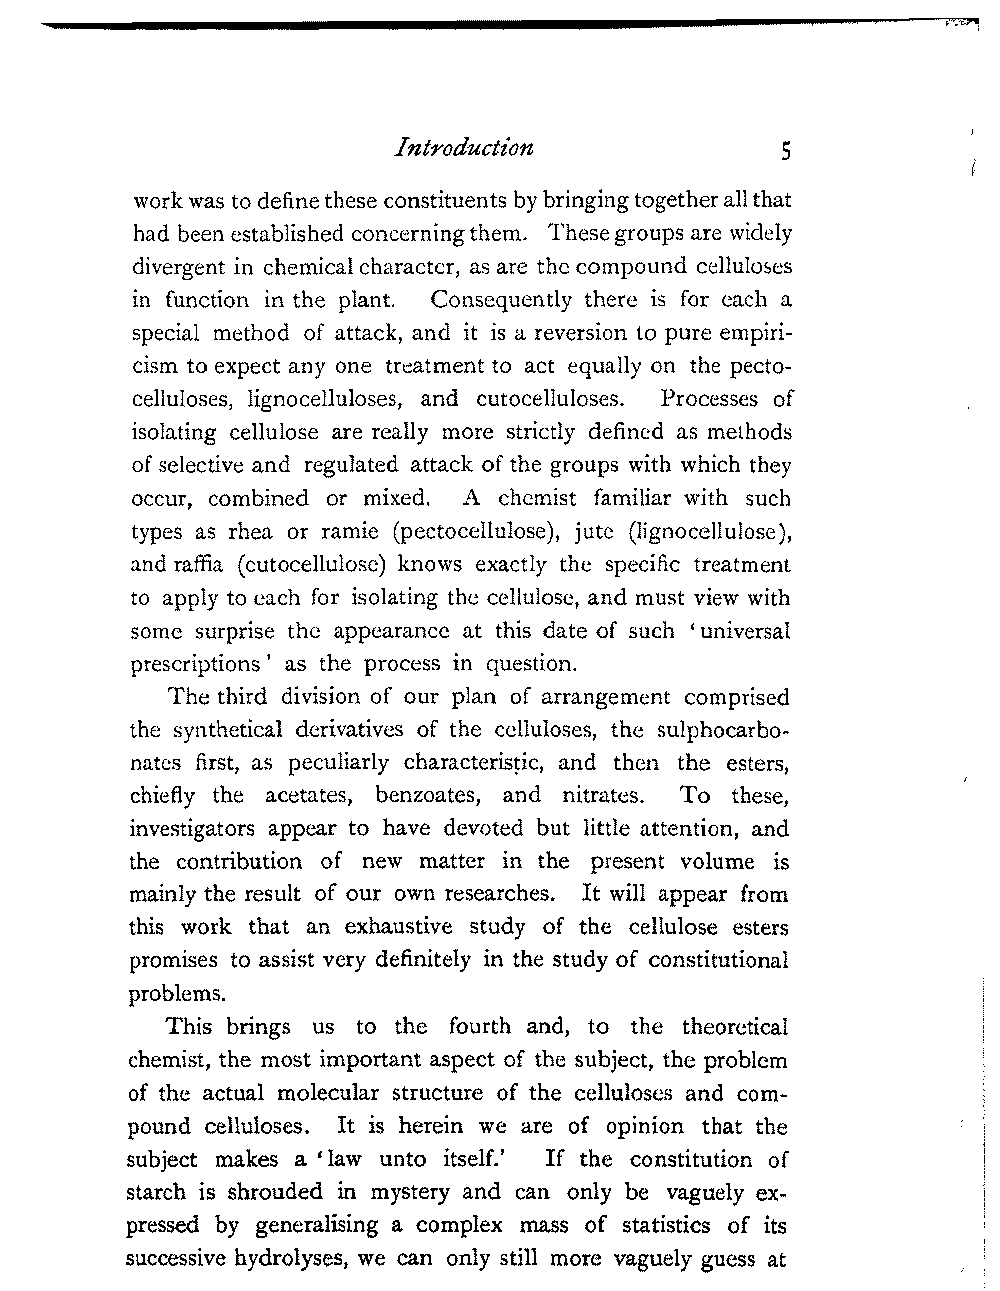 Introduction 5
work was to define these constituents by bringing together all that
had been established concerning them. These groups are widely
divergent in chemical character, as are the compound celluloses
in function in the plant. Consequently there is for each a
special method of attack, and it is a reversion to pure empiri-
cism to expect any one treatment to act equally on the pecto-
celluloses, lignocelluloses, and cutocelluloses. Processes of
isolating cellulose are really more strictly defined as methods
of selective and regulated attack of the groups with which they
occur, combined or mixed. A chemist familiar with such
types as rhea or ramie (pectocellulose), jute (lignocellulose),
and raffia (cutocellulose) knows exactly the specific treatment
to apply to each for isolating the cellulose, and must view with
some surprise the appearance at this date of such ‘universal
prescriptions’ as the process in question.
The third division of our plan of arrangement comprised
the synthetical derivatives of the celluloses, the sulphocarbo-
nates first, as peculiarly characteristic, and then the esters,
chiefly the acetates, benzoates, and nitrates. To these,
investigators appear to have devoted but little attention, and
the contribution of new matter in the present volume is
mainly the result of our own researches. It will appear from
this work that an exhaustive study of the cellulose esters
promises to assist very definitely in the study of constitutional
problems.
This brings us to the fourth and, to the theoretical
chemist, the most important aspect of the subject, the problem
of the actual molecular structure of the celluloses and com-
pound celluloses. It is herein we are of opinion that the
subject makes a ‘law unto itself.’ If the constitution of
starch is shrouded in mystery and can only be vaguely ex-
pressed by generalising a complex mass of statistics of its
successive hydrolyses, we can only still more vaguely guess at